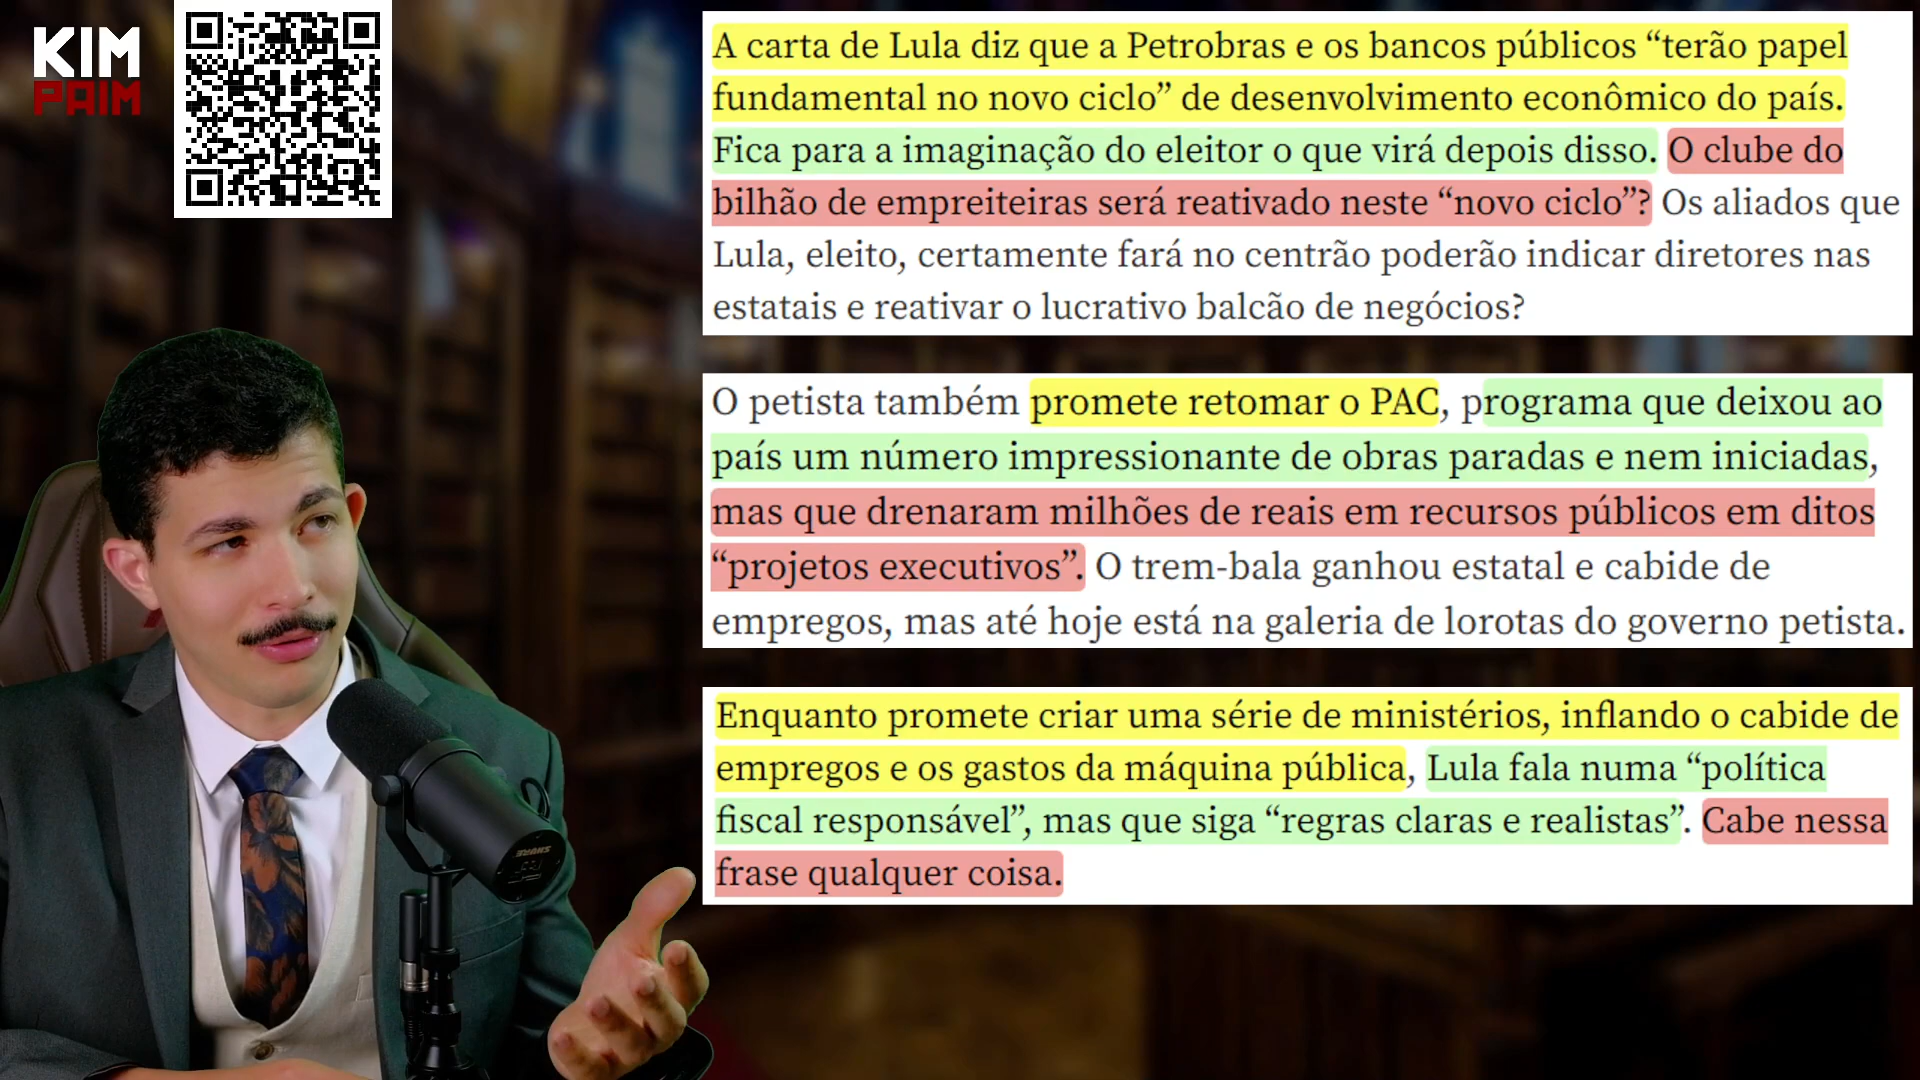 KIM
PAIM
A carta de Lula diz que a Petrobras e os bancos públicos “terão papel
fundamental no novo ciclo” de desenvolvimento econômico do país.
Fica para a imaginação do eleitor o que virá depois disso. O clube do
bilhão de empreiteiras será reativado neste “novo ciclo”? Os aliados que
Lula, eleito, certamente fará no centrão poderão indicar diretores nas
estatais e reativar o lucrativo balcão de negócios?
O petista também promete retomar o PAC, programa que deixou ao
país um número impressionante de obras paradas e nem iniciadas,
mas que drenaram milhões de reais em recursos públicos em ditos
“projetos executivos”. O trem-bala ganhou estatal e cabide de
empregos, mas até hoje está na galeria de lorotas do governo petista.
Enquanto promete criar uma série de ministérios, inflando o cabide de
empregos e os gastos da máquina pública, Lula fala numa “política
fiscal responsável”, mas que siga “regras claras e realistas”. Cabe nessa
frase qualquer coisa.
SHURE